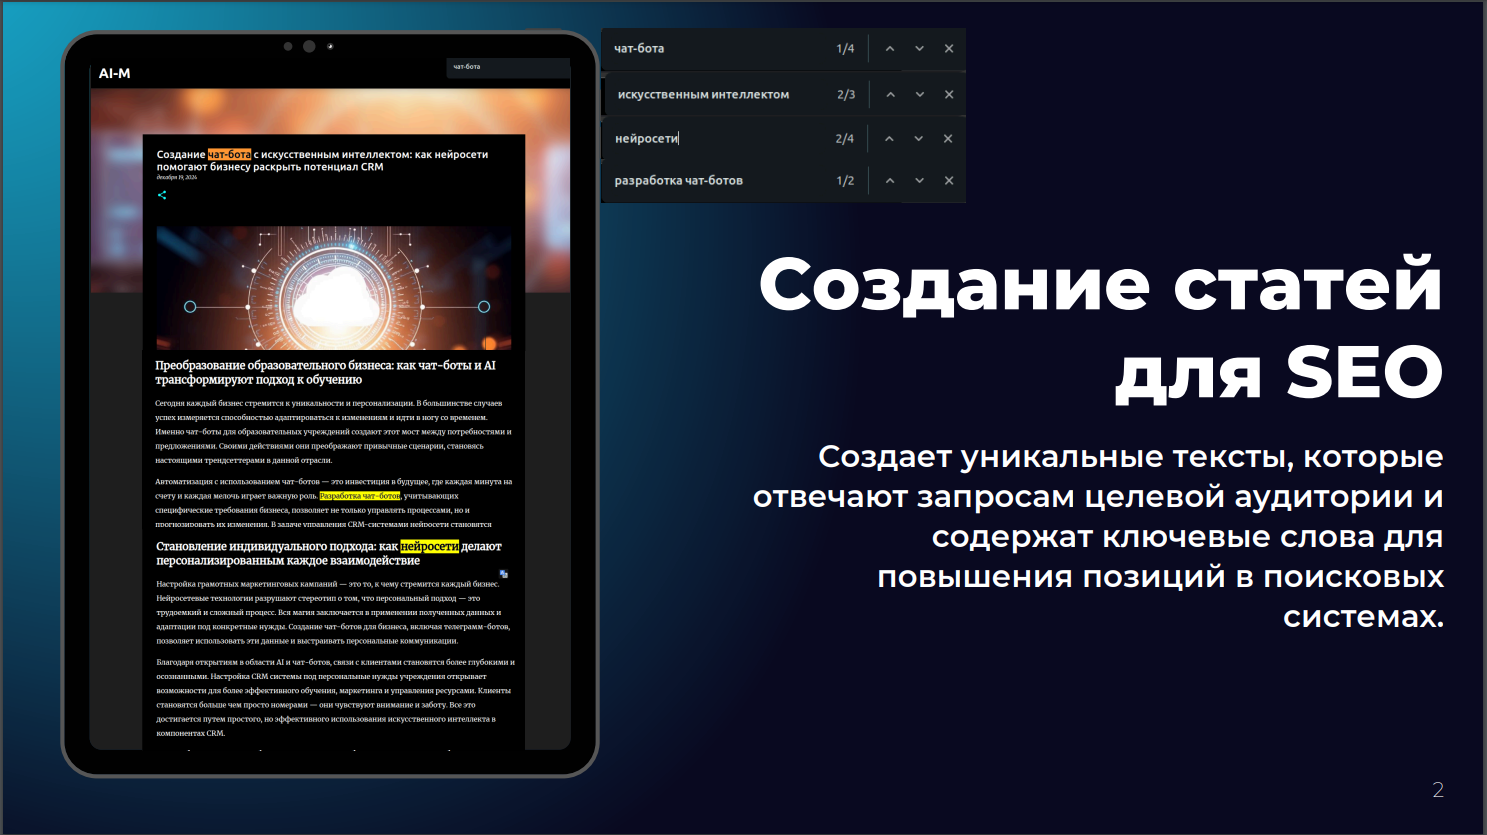 AI-M
чат-бота
Создание чат-бота с искусственным интеллектом: как нейросети
помогают бизнесу раскрыть потенциал CRM
декабря 19, 2024
Преобразование образовательного бизнеса: как чат-боты и AI
трансформируют подход к обучению
Сегодня каждый бизнес стремится к уникальности и персонализации. В большинстве случаев
успех измеряется способностью адаптироваться к изменениям и идти в ногу со временем.
Именно чат-боты для образовательных учреждений создают этот мост между потребностями и
предложениями. Своими действиями они преображают привычные сценарии, становясь
настоящими трендсеттерами в данной отрасли.
Автоматизация с использованием чат-ботов — это инвестиция в будущее, где каждая минута на
счету и каждая мелочь играет важную роль. Разработка чат-ботов, учитывающих
специфические требования бизнеса, позволяет не только управлять процессами, но и
прогнозировать их изменения. В задаче управления CRM-системами нейросети становятся
Становление индивидуального подхода: как нейросети делают
персонализированным каждое взаимодействие
Настройка грамотных маркетинговых кампаний — это то, к чему стремится каждый бизнес.
Нейросетевые технологии разрушают стереотип о том, что персональный подход — это
трудоемкий и сложный процесс. Вся магия заключается в применении полученных данных и
адаптации под конкретные нужды. Создание чат-ботов для бизнеса, включая телеграмм-ботов,
позволяет использовать эти данные и выстраивать персональные коммуникации.
Благодаря открытиям в области AI и чат-ботов, связи с клиентами становятся более глубокими и
осознанными. Настройка CRM системы под персональные нужды учреждения открывает
возможности для более эффективного обучения, маркетинга и управления ресурсами. Клиенты
становятся больше чем просто номерами — они чувствуют внимание и заботу. Все это
достигается путем простого, но эффективного использования искусственного интеллекта в
компонентах CRM.
чат-бота 1/4
искусственным интеллектом 2/3
нейросети 2/4
разработка чат-ботов 1/2
Создание статей
для SEO
Создает уникальные тексты, которые
отвечают запросам целевой аудитории и
содержат ключевые слова для
повышения позиций в поисковых
системах.
2